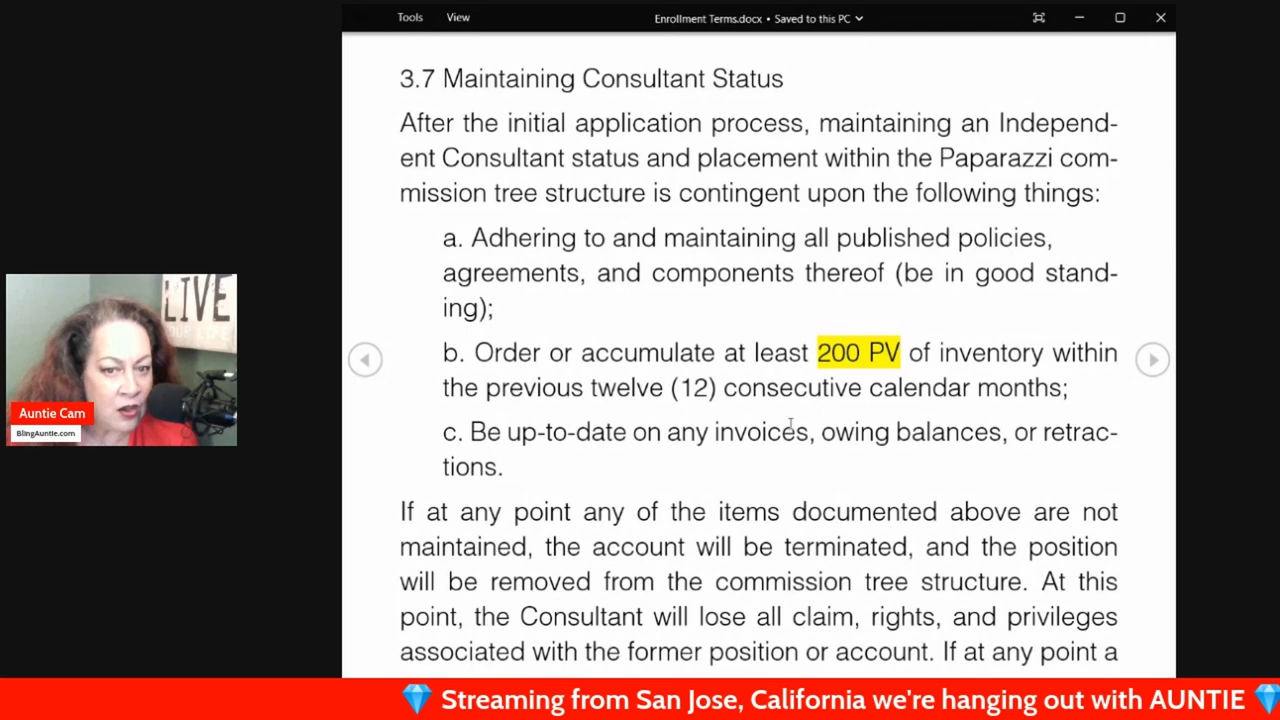 Tools View Enrollment Terms.docx • Saved to this PC
3.7 Maintaining Consultant Status
After the initial application process, maintaining an Independ-
ent Consultant status and placement within the Paparazzi com-
mission tree structure is contingent upon the following things:
a. Adhering to and maintaining all published policies,
agreements, and components thereof (be in good stand-
ing);
b. Order or accumulate at least 200 PV of inventory within
the previous twelve (12) consecutive calendar months;
c. Be up-to-date on any invoices, owing balances, or retrac-
tions.
If at any point any of the items documented above are not
maintained, the account will be terminated, and the position
will be removed from the commission tree structure. At this
point, the Consultant will lose all claim, rights, and privileges
associated with the former position or account. If at any point a
LIVE
YOUR LIFE
Auntie Cam
BlingAuntie.com
💎 Streaming from San Jose, California we're hanging out with AUNTIE 💎